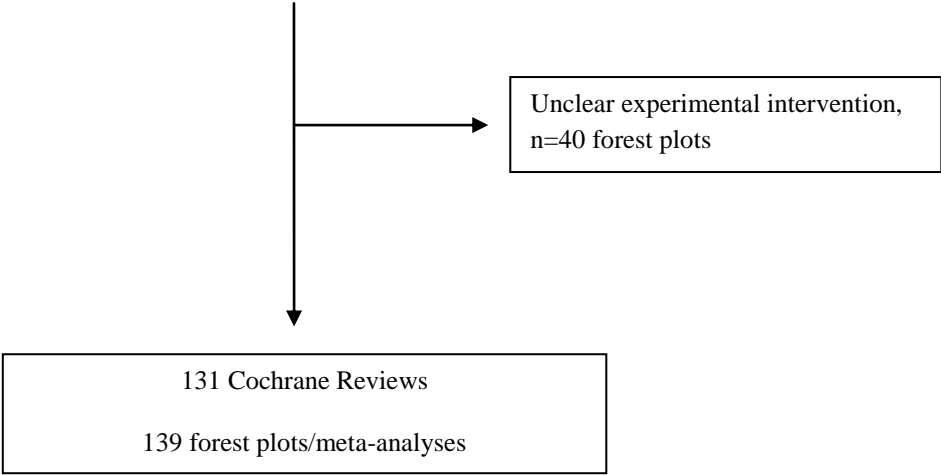 Unclear experimental intervention,
n=40 forest plots
131 Cochrane Reviews
139 forest plots/meta-analyses